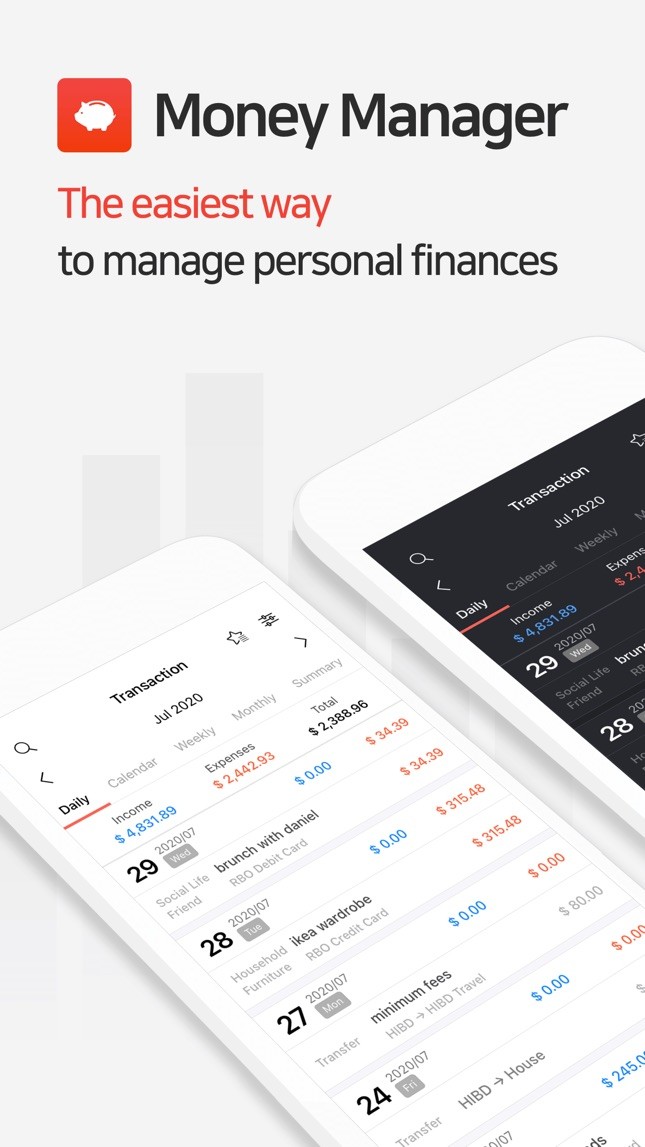 Money Manager
The easiest way
to manage personal finances
Transaction
Jul 2020
Daily Calendar Weekly Monthly Summary
Income Expenses Total
$ 4,831.89 $ 2,442.93 $ 2,388.96
29 2020/07 Wed $ 0.00 $ 34.39
Social Life brunch with daniel $ 34.39
Friend RBO Debit Card
28 2020/07 Tue $ 0.00 $ 315.48
Household ikea wardrobe $ 315.48
Furniture RBO Credit Card
27 2020/07 Mon $ 0.00 $ 0.00
Transfer minimum fees $ 80.00
HIBD → HIBD Travel
24 2020/07 Fri $ 0.00 $ 0.00
Transfer HIBD → House $
Transaction
Jul 2020
Daily Calendar Weekly
Income Expenses
$ 4,831.89
29 2020/07 Wed
Social Life
Friend
28